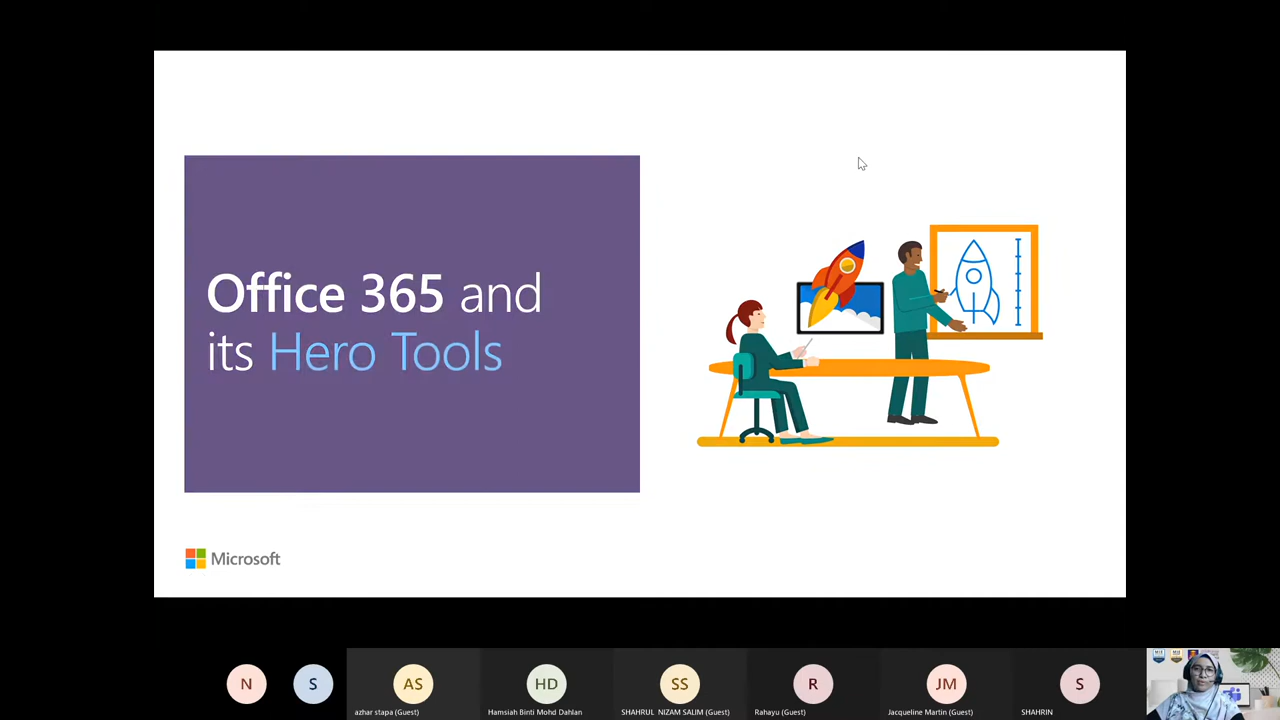 Office 365 and
its Hero Tools
Microsoft
N
S
AS
HD
SS
R
JM
S
azhar stapa (Guest)
Hamsiah Binti Mohd Dahlan
SHAHRUL NIZAM SALIM (Guest)
Rahayu (Guest)
Jacqueline Martin (Guest)
SHAHRIN